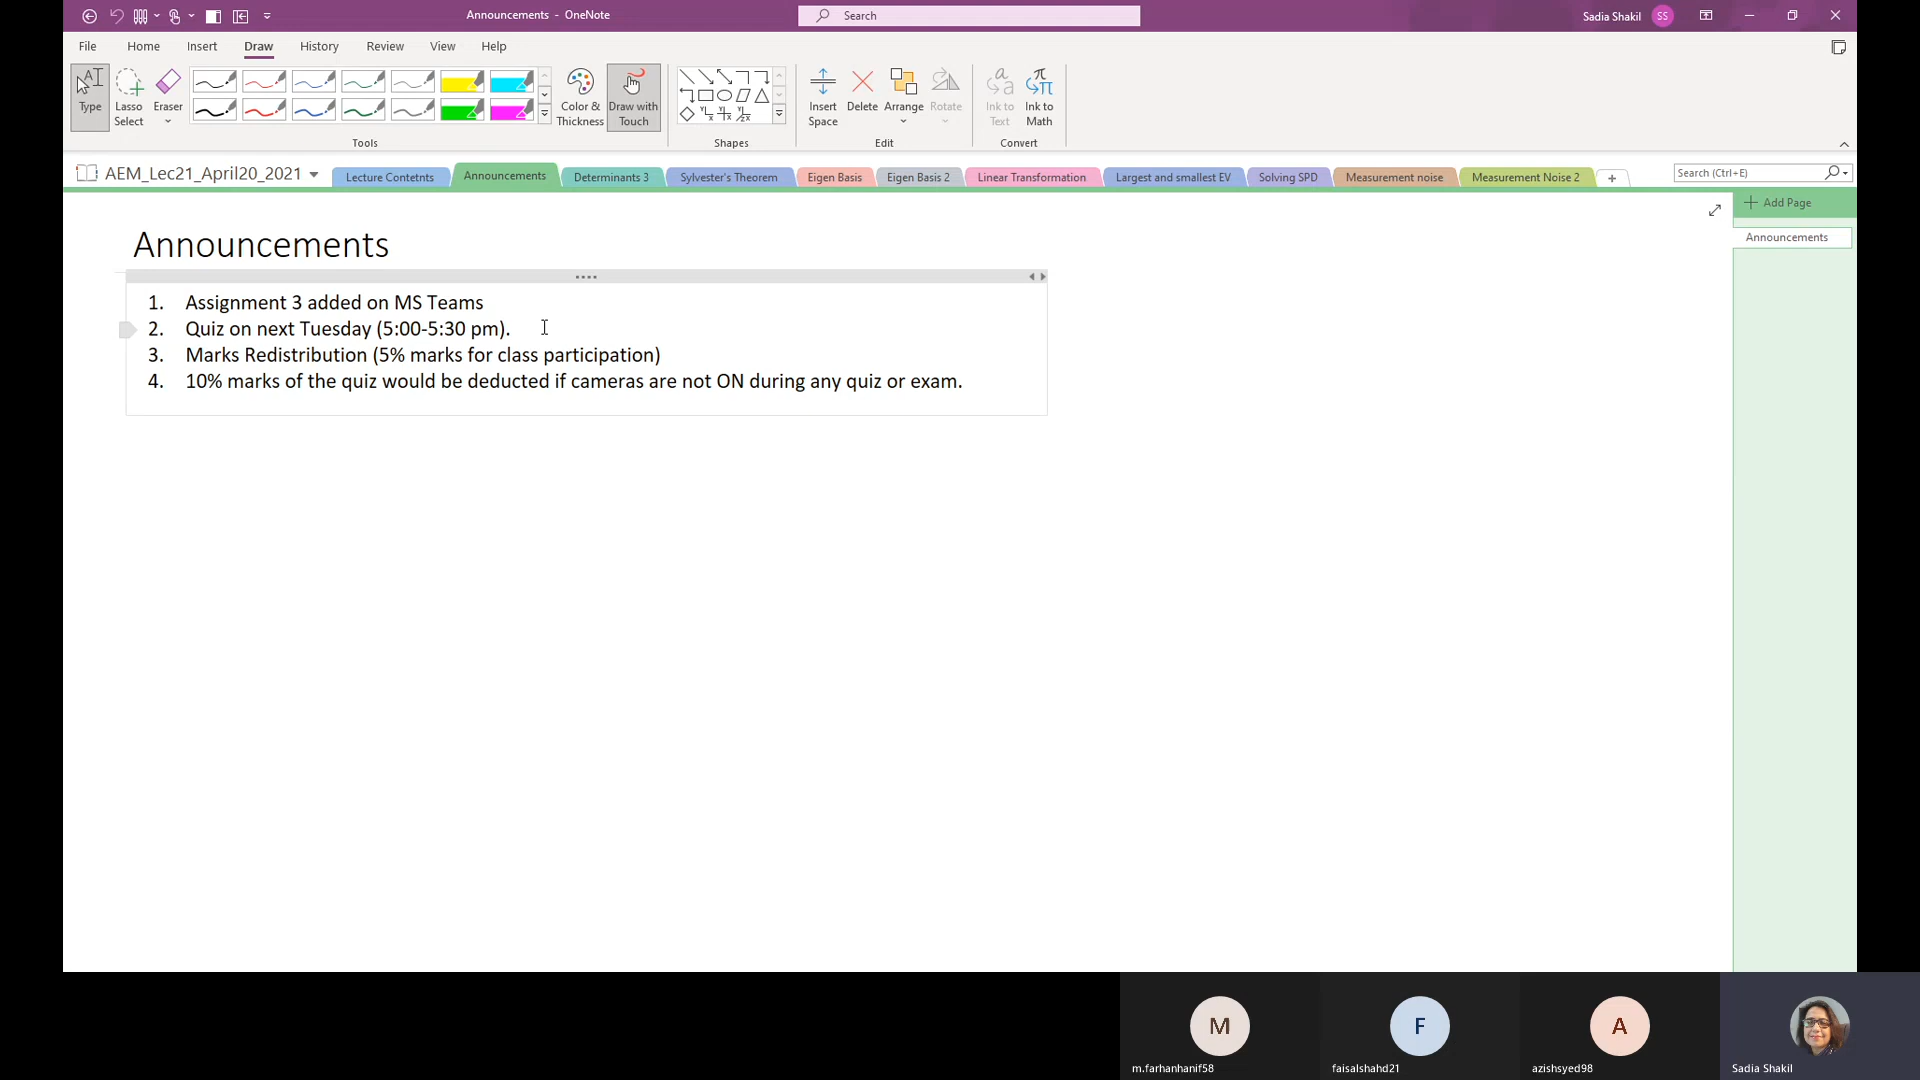 Announcements - OneNote
Search
Sadia Shakil
SS
File Home Insert Draw History Review View Help
Type
Lasso Select
Eraser
Color & Thickness
Draw with Touch
Insert Space
Delete
Arrange
Rotate
Ink to Text
Ink to Math
Tools
Shapes
Edit
Convert
AEM_Lec21_April20_2021
Lecture Contetnts
Announcements
Determinants 3
Sylvester's Theorem
Eigen Basis
Eigen Basis 2
Linear Transformation
Largest and smallest EV
Solving SPD
Measurement noise
Measurement Noise 2
Search (Ctrl+E)
Add Page
Announcements
Announcements
1. Assignment 3 added on MS Teams
2. Quiz on next Tuesday (5:00-5:30 pm).
3. Marks Redistribution (5% marks for class participation)
4. 10% marks of the quiz would be deducted if cameras are not ON during any quiz or exam.
M
F
A
m.farhanhanif58
faisalshahd21
azishsyed98
Sadia Shakil